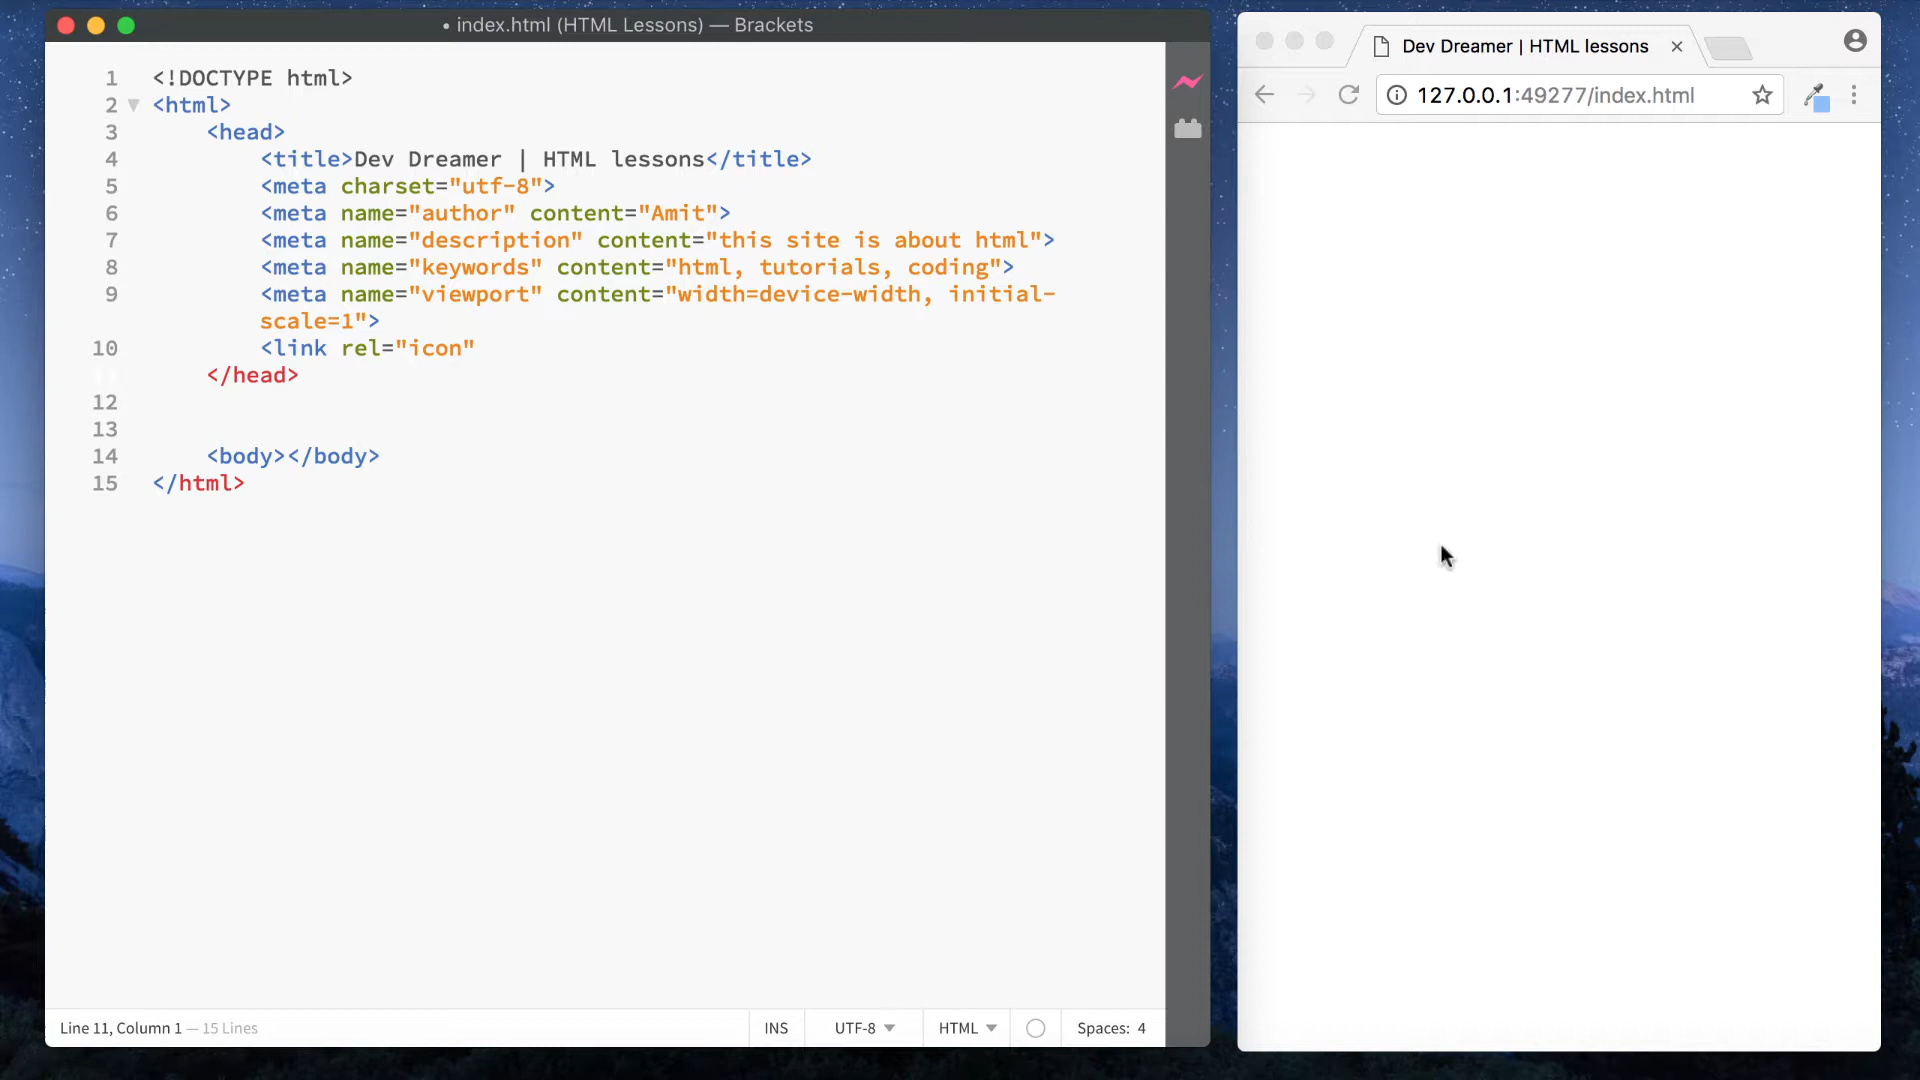 • index.html (HTML Lessons) — Brackets
1 <!DOCTYPE html>
2 <html>
3 <head>
4 <title>Dev Dreamer | HTML lessons</title>
5 <meta charset="utf-8">
6 <meta name="author" content="Amit">
7 <meta name="description" content="this site is about html">
8 <meta name="keywords" content="html, tutorials, coding">
9 <meta name="viewport" content="width=device-width, initial-
scale=1">
10 <link rel="icon"
</head>
12
13
14 <body></body>
15 </html>
Line 11, Column 1 — 15 Lines
INS
UTF-8
HTML
Spaces: 4
Dev Dreamer | HTML lessons
127.0.0.1:49277/index.html